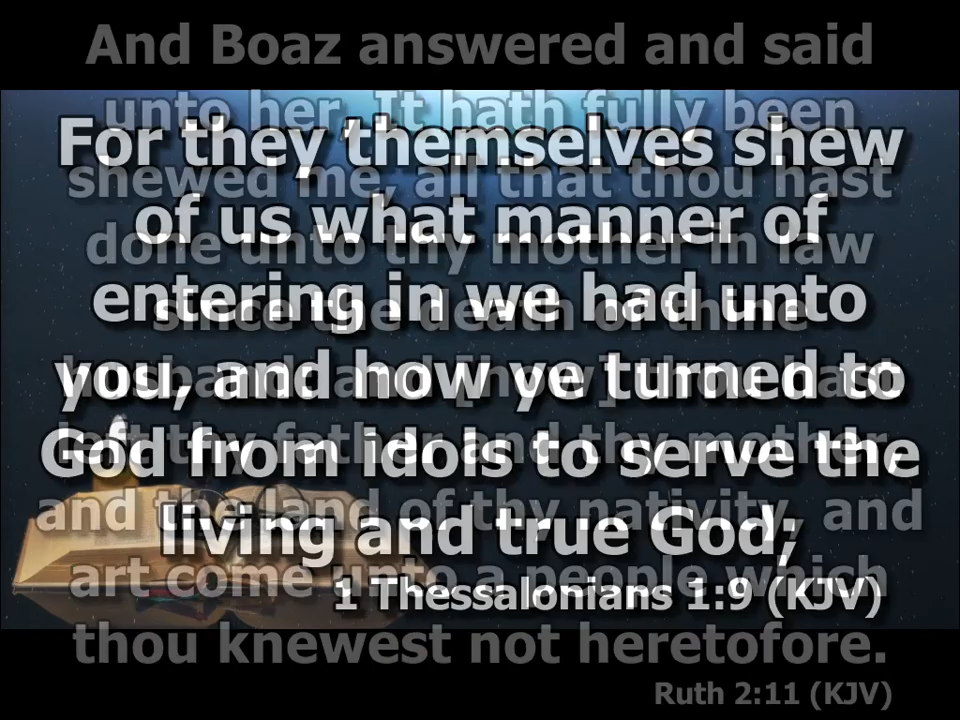 And Boaz answered and said
unto her, It hath fully been
shewed me, all that thou hast
done unto thy mother in law
since the death of thine
husband: and [how] thou hast
left thy father and thy mother,
and the land of thy nativity, and
art come unto a people which
thou knewest not heretofore.
Ruth 2:11 (KJV)
For they themselves shew
of us what manner of
entering in we had unto
you, and how ye turned to
God from idols to serve the
living and true God;
1 Thessalonians 1:9 (KJV)